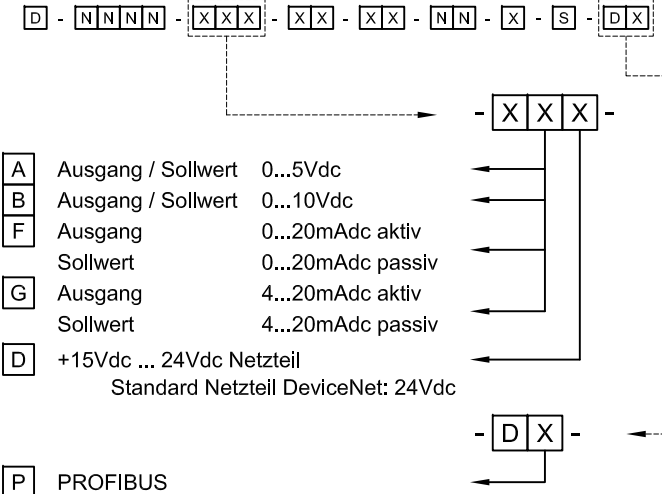 D - NNNN - XXX - XX - XX - NN - X - S - DX
- XXX -
A Ausgang / Sollwert 0...5Vdc
B Ausgang / Sollwert 0...10Vdc
F Ausgang 0...20mAdc aktiv
Sollwert 0...20mAdc passiv
G Ausgang 4...20mAdc aktiv
Sollwert 4...20mAdc passiv
D +15Vdc ... 24Vdc Netzteil
Standard Netzteil DeviceNet: 24Vdc
- DX -
P PROFIBUS